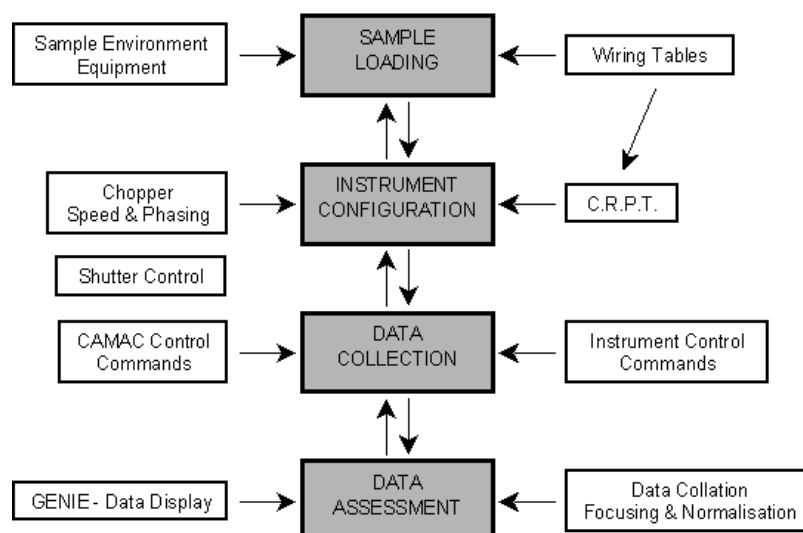 Sample Environment
Equipment
SAMPLE
LOADING
Wiring Tables
Chopper
Speed & Phasing
INSTRUMENT
CONFIGURATION
C.R.P.T.
Shutter Control
CAMAC Control
Commands
DATA
COLLECTION
Instrument Control
Commands
GENIE - Data Display
DATA
ASSESSMENT
Data Collation
Focusing & Normalisation